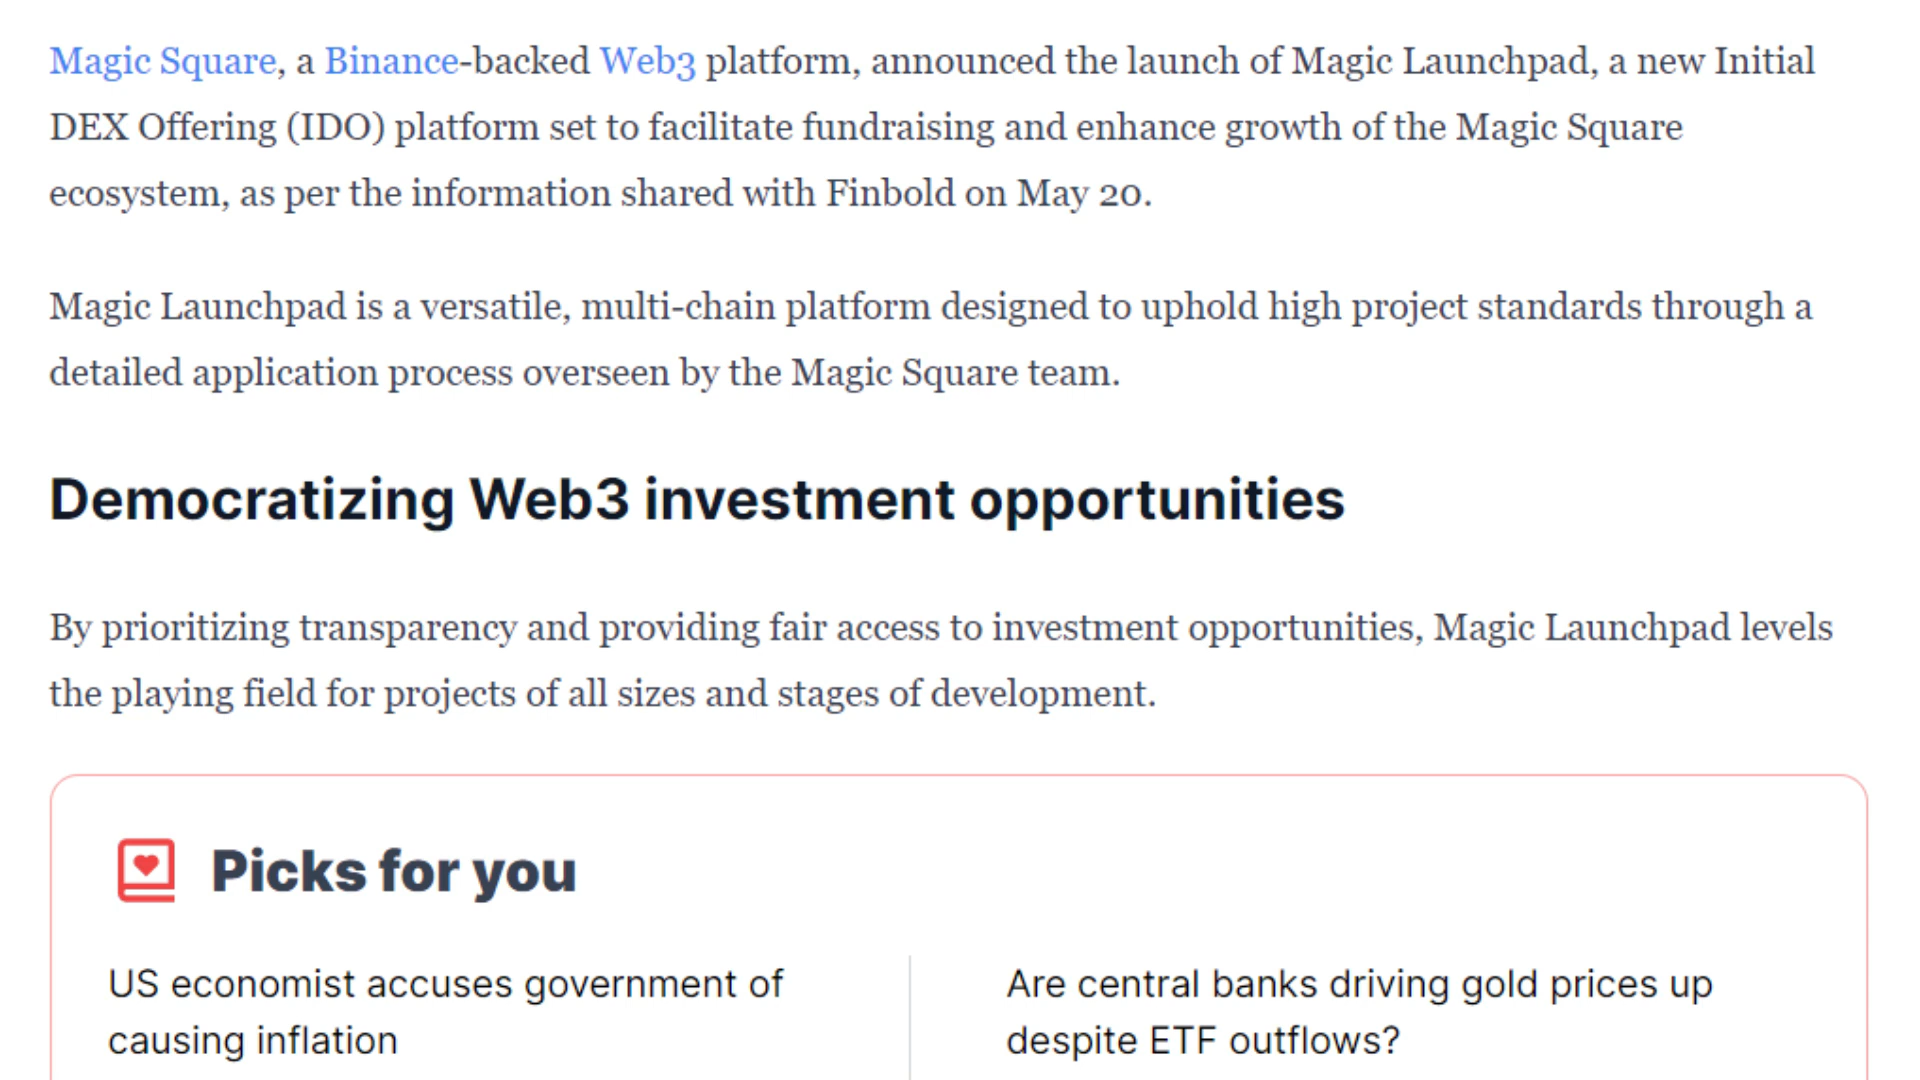 Magic Square, a Binance-backed Web3 platform, announced the launch of Magic Launchpad, a new Initial
DEX Offering (IDO) platform set to facilitate fundraising and enhance growth of the Magic Square
ecosystem, as per the information shared with Finbold on May 20.
Magic Launchpad is a versatile, multi-chain platform designed to uphold high project standards through a
detailed application process overseen by the Magic Square team.
Democratizing Web3 investment opportunities
By prioritizing transparency and providing fair access to investment opportunities, Magic Launchpad levels
the playing field for projects of all sizes and stages of development.
Picks for you
US economist accuses government of
causing inflation
Are central banks driving gold prices up
despite ETF outflows?